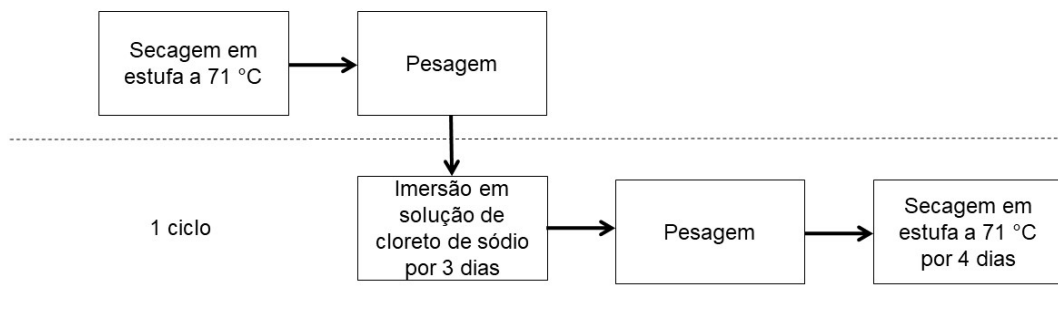 Secagem em
estufa a 71 °C
Pesagem
1 ciclo
Imersão em
solução de
cloreto de sódio
por 3 dias
Pesagem
Secagem em
estufa a 71 °C
por 4 dias